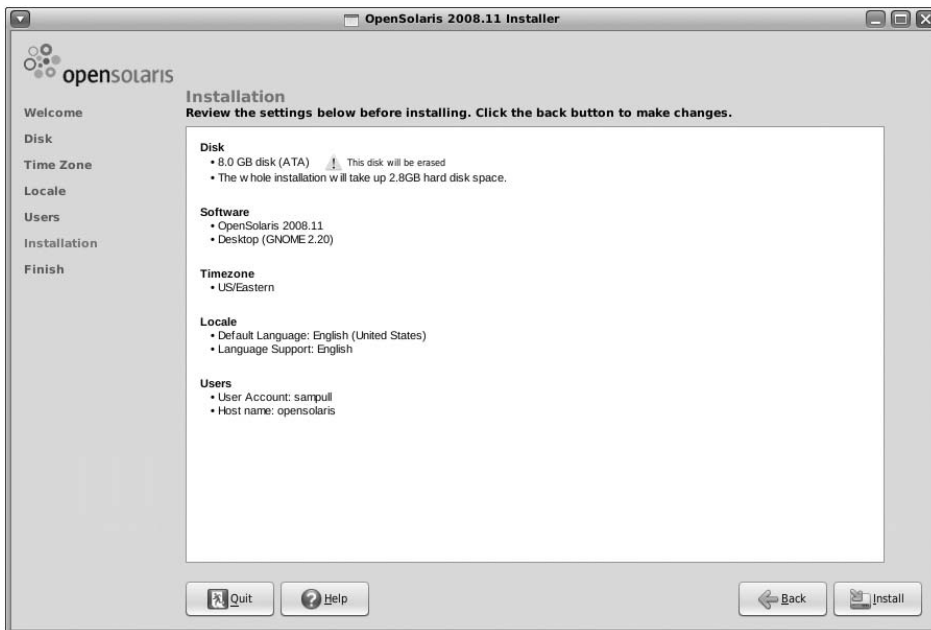 OpenSolaris 2008.11 Installer
opensolaris
Welcome
Disk
Time Zone
Locale
Users
Installation
Finish
Installation
Review the settings below before installing. Click the back button to make changes.
Disk
• 8.0 GB disk (ATA) This disk will be erased
• The whole installation will take up 2.8GB hard disk space.
Software
• OpenSolaris 2008.11
• Desktop (GNOME 2.20)
Timezone
• US/Eastern
Locale
• Default Language: English (United States)
• Language Support: English
Users
• User Account: sampull
• Host name: opensolaris
Quit
Help
Back
Install